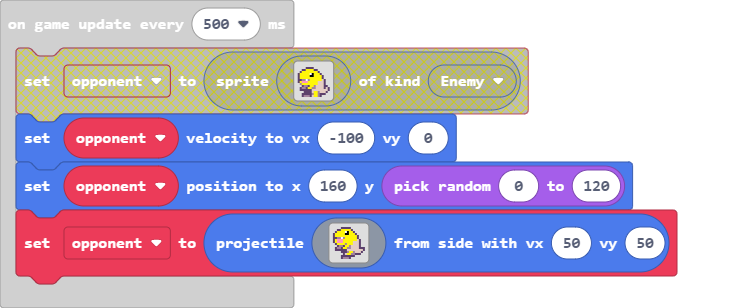 on game update every 500 ms
set opponent to sprite of kind Enemy
set opponent velocity to vx -100 vy 0
set opponent position to x 160 y pick random 0 to 120
set opponent to projectile from side with vx 50 vy 50